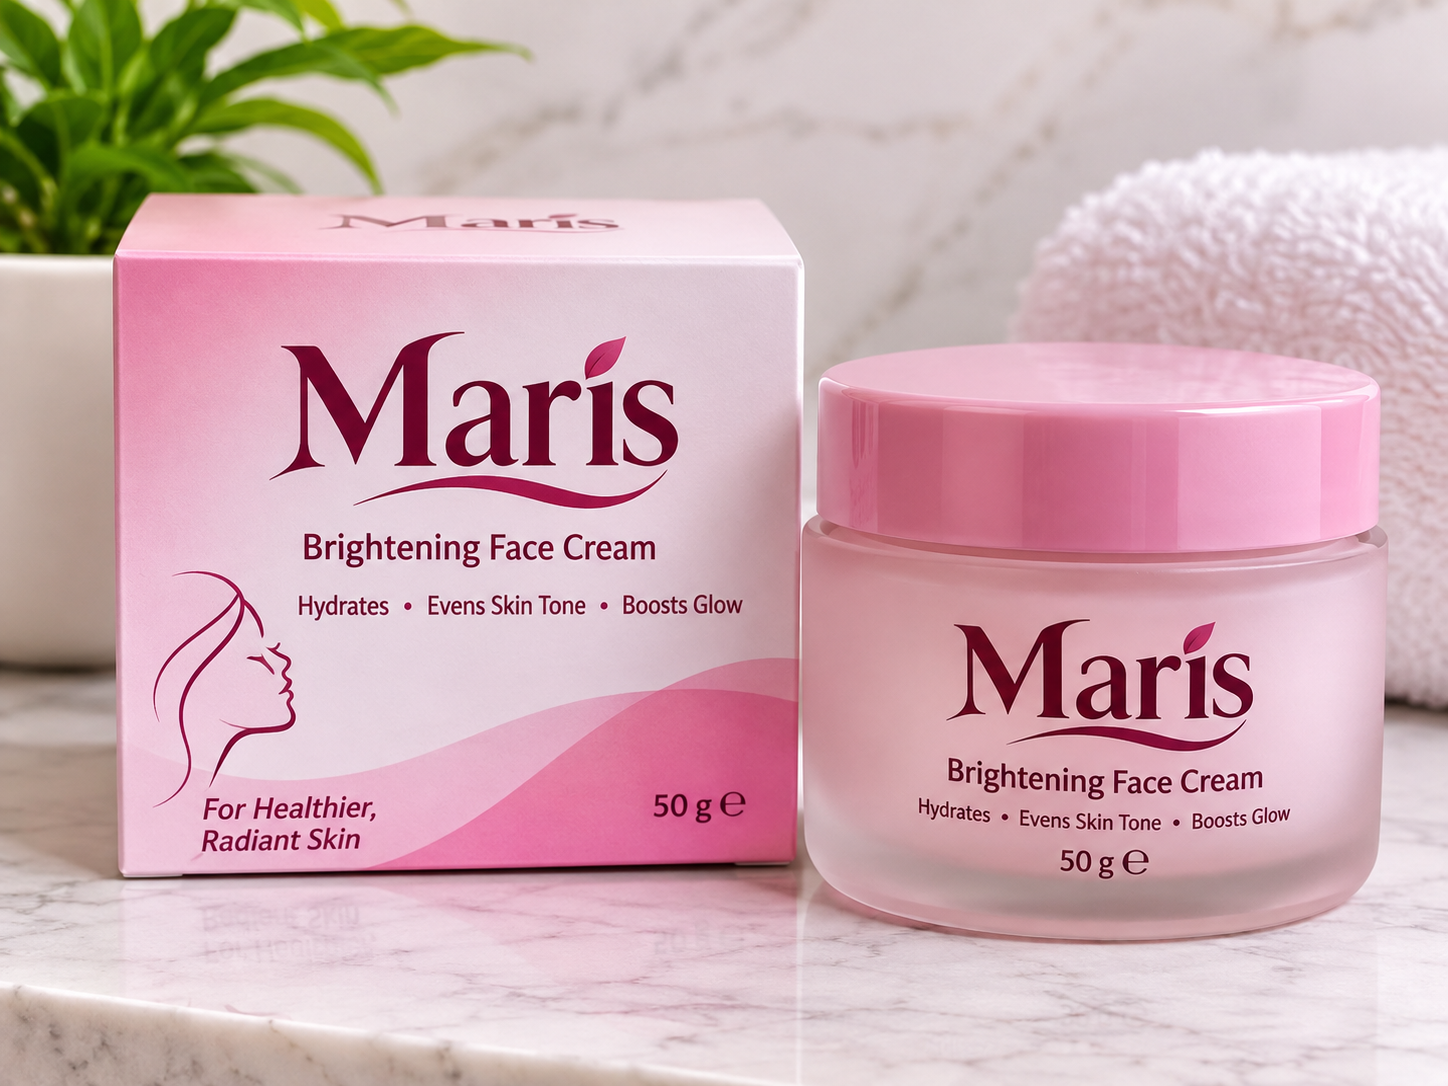 Maris
Maris
Brightening Face Cream
Hydrates • Evens Skin Tone • Boosts Glow
For Healthier,
Radiant Skin
50 g ℮
Maris
Brightening Face Cream
Hydrates • Evens Skin Tone • Boosts Glow
50 g ℮